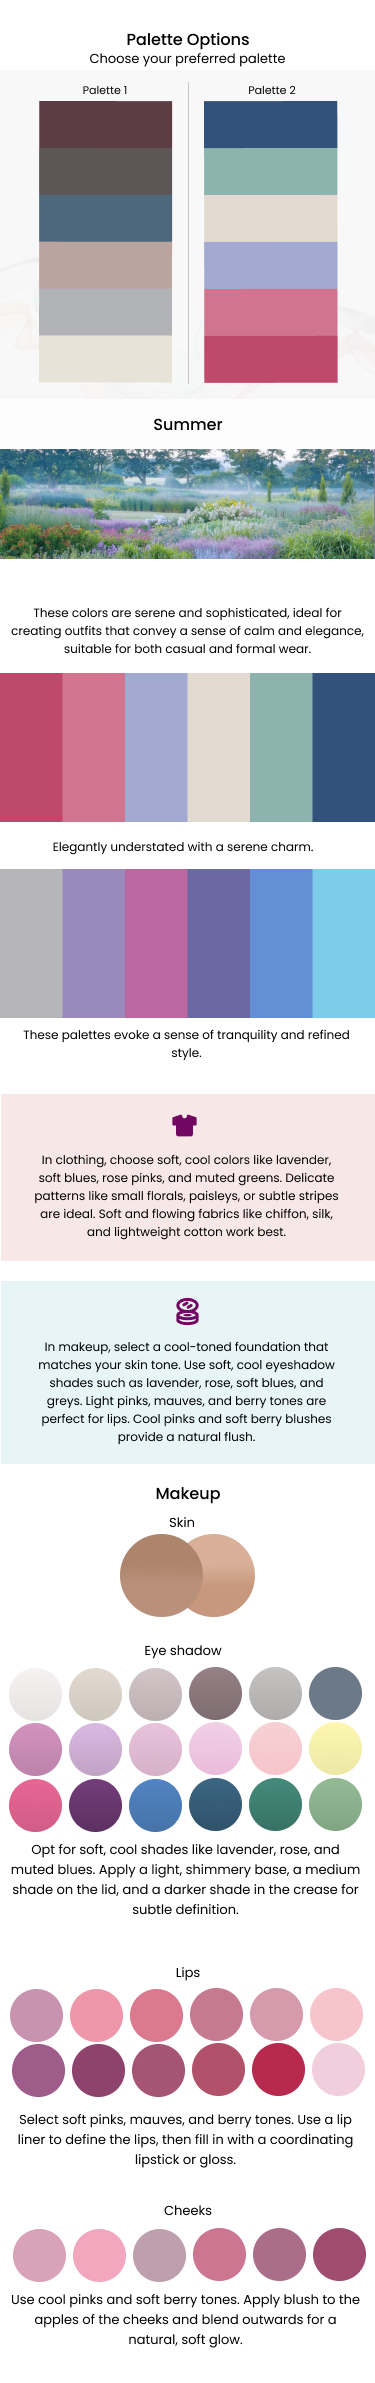 Palette Options
Choose your preferred palette
Palette 1
Palette 2
Summer
These colors are serene and sophisticated, ideal for
creating outfits that convey a sense of calm and elegance,
suitable for both casual and formal wear.
Elegantly understated with a serene charm.
These palettes evoke a sense of tranquility and refined
style.
In clothing, choose soft, cool colors like lavender,
soft blues, rose pinks, and muted greens. Delicate
patterns like small florals, paisleys, or subtle stripes
are ideal. Soft and flowing fabrics like chiffon, silk,
and lightweight cotton work best.
In makeup, select a cool-toned foundation that
matches your skin tone. Use soft, cool eyeshadow
shades such as lavender, rose, soft blues, and
greys. Light pinks, mauves, and berry tones are
perfect for lips. Cool pinks and soft berry blushes
provide a natural flush.
Makeup
Skin
Eye shadow
Opt for soft, cool shades like lavender, rose, and
muted blues. Apply a light, shimmery base, a medium
shade on the lid, and a darker shade in the crease for
subtle definition.
Lips
Select soft pinks, mauves, and berry tones. Use a lip
liner to define the lips, then fill in with a coordinating
lipstick or gloss.
Cheeks
Use cool pinks and soft berry tones. Apply blush to the
apples of the cheeks and blend outwards for a
natural, soft glow.